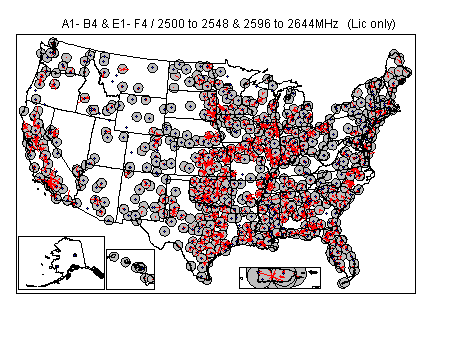 A1- B4 & E1- F4 / 2500 to 2548 & 2596 to 2644MHz (Lic only)